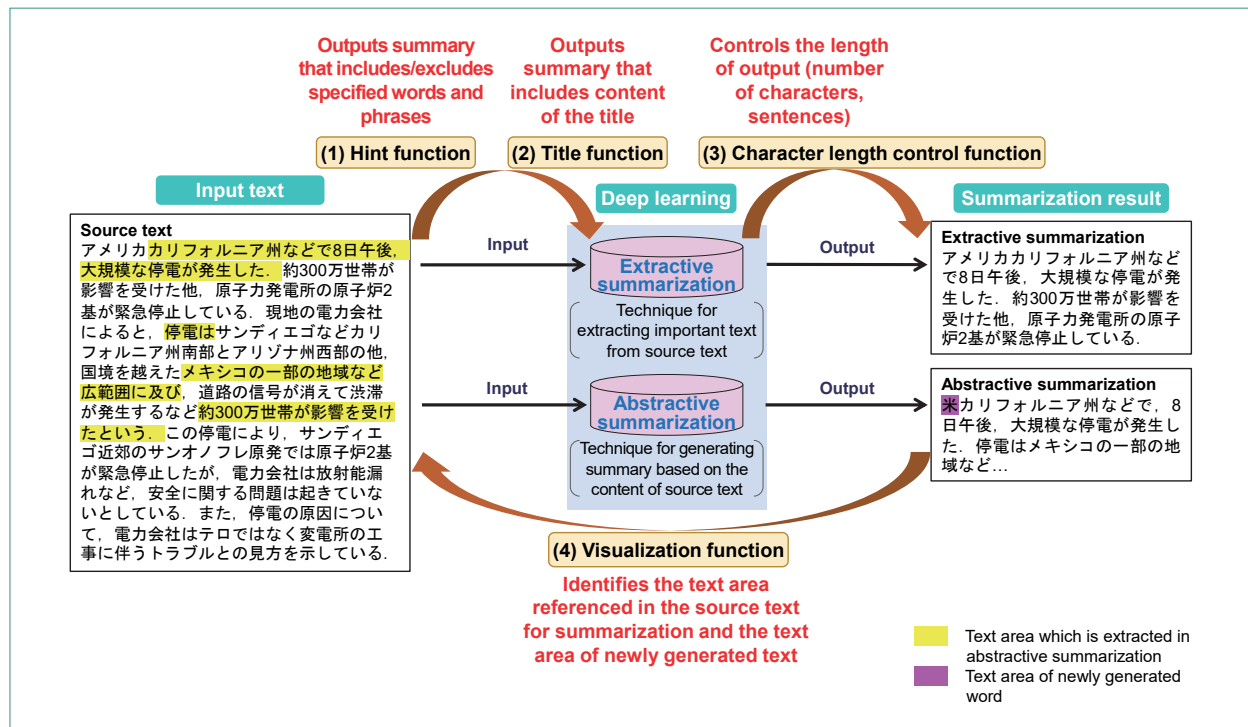 Outputs summary
that includes/excludes
specified words and
phrases
Outputs
summary that
includes content
of the title
Controls the length
of output (number
of characters,
sentences)
(1) Hint function
(2) Title function
(3) Character length control function
Input text
Deep learning
Summarization result
Source text
アメリカカリフォルニア州などで8日午後,
大規模な停電が発生した. 約300万世帯が
影響を受けた他, 原子力発電所の原子炉2
基が緊急停止している. 現地の電力会社
によると, 停電はサンディエゴなどカリ
フォルニア州南部とアリゾナ州西部の他,
国境を越えたメキシコの一部の地域など
広範囲に及び, 道路の信号が消えて渋滞
が発生するなど約300万世帯が影響を受け
たという. この停電により, サンディエ
ゴ近郊のサンオノフレ原発では原子炉2基
が緊急停止したが, 電力会社は放射能漏
れなど, 安全に関する問題は起きていな
いとしている. また, 停電の原因につい
て, 電力会社はテロではなく変電所の工
事に伴うトラブルとの見方を示している.
Input
Extractive
summarization
Technique for
extracting important text
from source text
Output
Input
Abstractive
summarization
Technique for generating
summary based on the
content of source text
Output
Extractive summarization
アメリカカリフォルニア州など
で8日午後, 大規模な停電が発
生した. 約300万世帯が影響を
受けた他, 原子力発電所の原子
炉2基が緊急停止している.
Abstractive summarization
米カリフォルニア州などで, 8
日午後, 大規模な停電が発生し
た. 停電はメキシコの一部の地
域など…
(4) Visualization function
Identifies the text area
referenced in the source text
for summarization and the text
area of newly generated text
Text area which is extracted in
abstractive summarization
Text area of newly generated
word